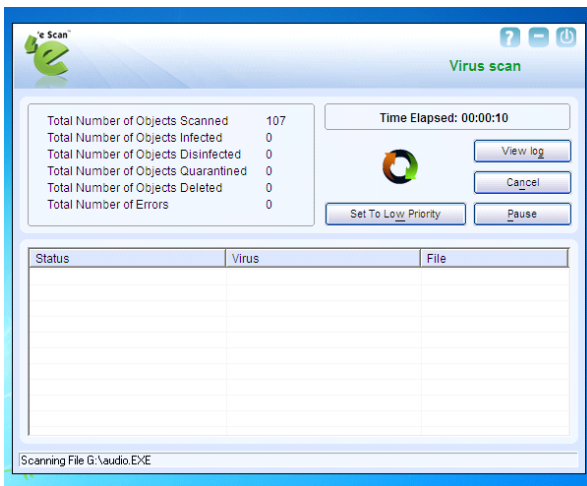 'e Scan
?
Virus scan
Total Number of Objects Scanned 107
Total Number of Objects Infected 0
Total Number of Objects Disinfected 0
Total Number of Objects Quarantined 0
Total Number of Objects Deleted 0
Total Number of Errors 0
Time Elapsed: 00:00:10
View log
Cancel
Set To Low Priority
Pause
Status Virus File
Scanning File G:\audio.EXE